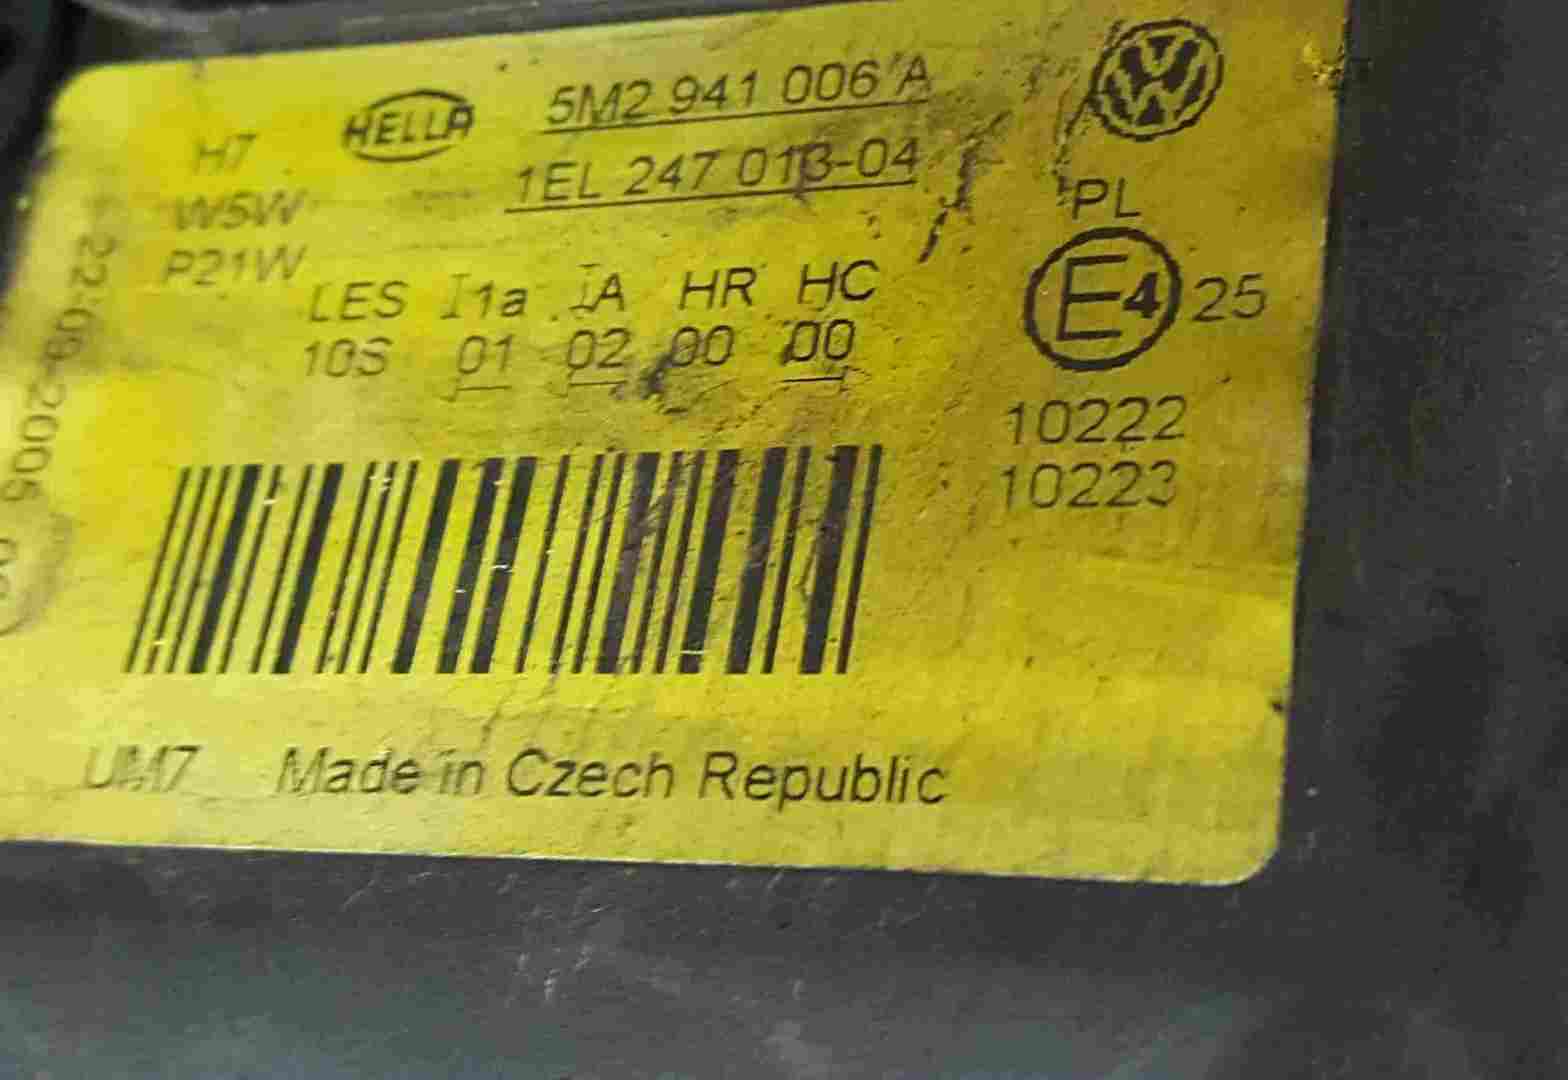 HELLA
5M2 941 006 A
1EL 247 013-04
H7
W5W
P21W
PL
LES I1a IA HR HC
10S 01 02 00 00
E4 25
10222
10223
UM7 Made in Czech Republic